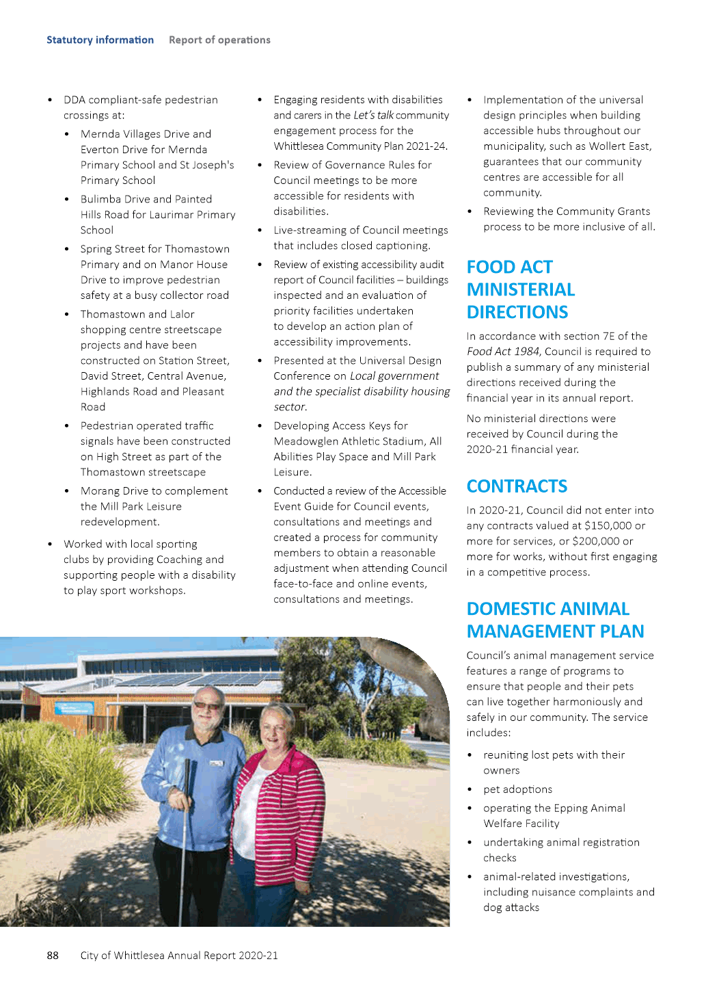 Statutory information Report of operations
• DDA compliant-safe pedestrian
crossings at:
• Mernda Villages Drive and
Everton Drive for Mernda
Primary School and St Joseph's
Primary School
• Bulimba Drive and Painted
Hills Road for Laurimar Primary
School
• Spring Street for Thomastown
Primary and on Manor House
Drive to improve pedestrian
safety at a busy collector road
• Thomastown and Lalor
shopping centre streetscape
projects and have been
constructed on Station Street,
David Street, Central Avenue,
Highlands Road and Pleasant
Road
• Pedestrian operated traffic
signals have been constructed
on High Street as part of the
Thomastown streetscape
• Morang Drive to complement
the Mill Park Leisure
redevelopment.
• Worked with local sporting
clubs by providing Coaching and
supporting people with a disability
to play sport workshops.
• Engaging residents with disabilities
and carers in the Let’s talk community
engagement process for the
Whittlesea Community Plan 2021-24.
• Review of Governance Rules for
Council meetings to be more
accessible for residents with
disabilities.
• Live-streaming of Council meetings
that includes closed captioning.
• Review of existing accessibility audit
report of Council facilities – buildings
inspected and an evaluation of
priority facilities undertaken
to develop an action plan of
accessibility improvements.
• Presented at the Universal Design
Conference on Local government
and the specialist disability housing
sector.
• Developing Access Keys for
Meadowglen Athletic Stadium, All
Abilities Play Space and Mill Park
Leisure.
• Conducted a review of the Accessible
Event Guide for Council events,
consultations and meetings and
created a process for community
members to obtain a reasonable
adjustment when attending Council
face-to-face and online events,
consultations and meetings.
• Implementation of the universal
design principles when building
accessible hubs throughout our
municipality, such as Wollert East,
guarantees that our community
centres are accessible for all
community.
• Reviewing the Community Grants
process to be more inclusive of all.
FOOD ACT
MINISTERIAL
DIRECTIONS
In accordance with section 7E of the
Food Act 1984, Council is required to
publish a summary of any ministerial
directions received during the
financial year in its annual report.
No ministerial directions were
received by Council during the
2020-21 financial year.
CONTRACTS
In 2020-21, Council did not enter into
any contracts valued at $150,000 or
more for services, or $200,000 or
more for works, without first engaging
in a competitive process.
DOMESTIC ANIMAL
MANAGEMENT PLAN
Council’s animal management service
features a range of programs to
ensure that people and their pets
can live together harmoniously and
safely in our community. The service
includes:
• reuniting lost pets with their
owners
• pet adoptions
• operating the Epping Animal
Welfare Facility
• undertaking animal registration
checks
• animal-related investigations,
including nuisance complaints and
dog attacks
88 City of Whittlesea Annual Report 2020-21